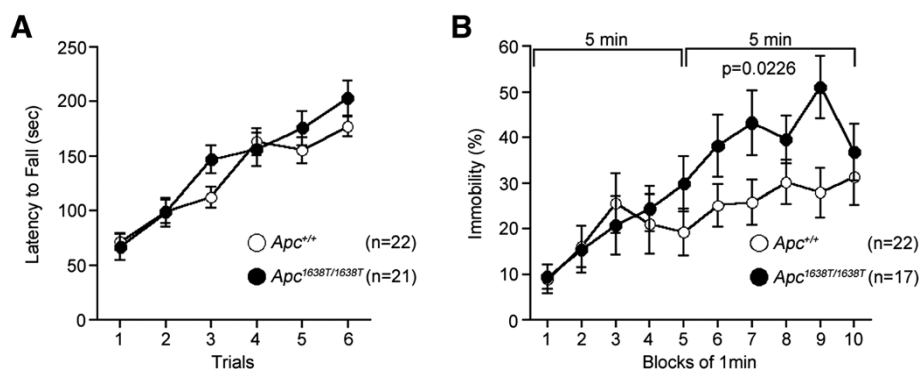 A
250
200
150
100
50
0
Latency to Fall (sec)
1 2 3 4 5 6
Trials
Apc+/+ (n=22)
Apc1638T/1638T (n=21)
B
60
50
40
30
20
10
0
Immobility (%)
5 min 5 min
p=0.0226
1 2 3 4 5 6 7 8 9 10
Blocks of 1min
Apc+/+ (n=22)
Apc1638T/1638T (n=17)